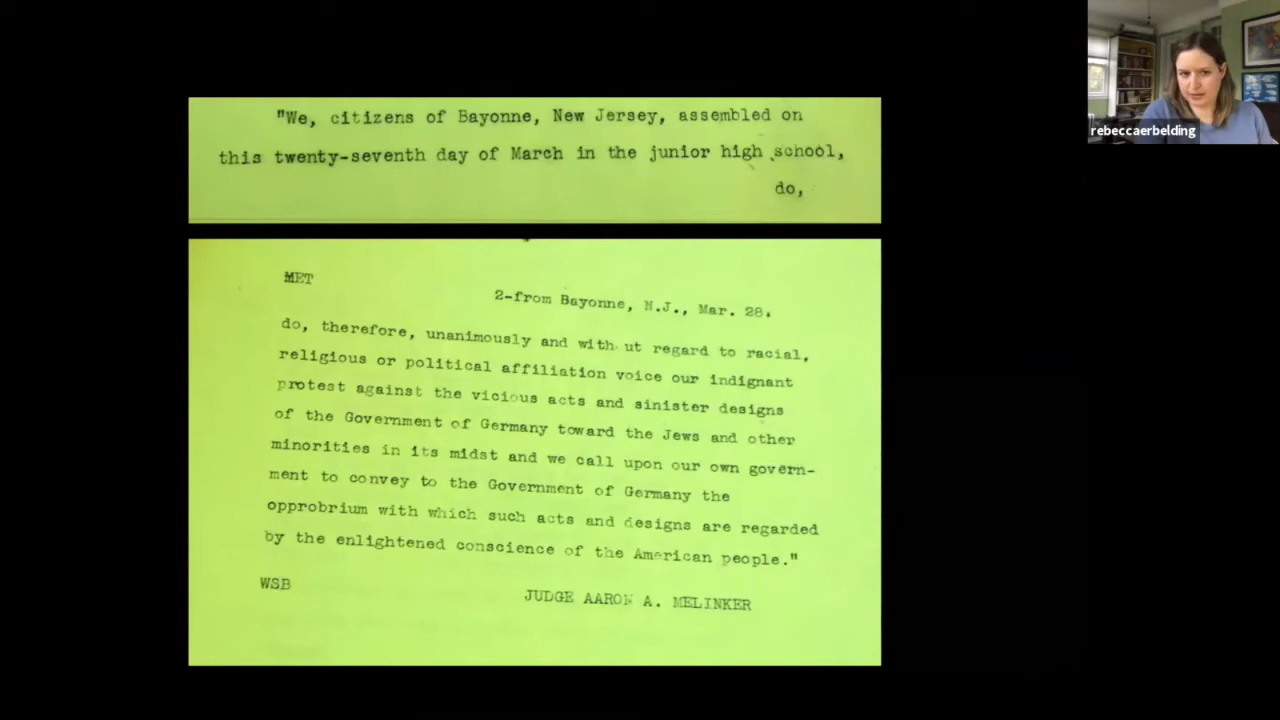 "We, citizens of Bayonne, New Jersey, assembled on
this twenty-seventh day of March in the junior high school,
do,
MET
2-from Bayonne, N.J., Mar. 28.
do, therefore, unanimously and with ut regard to racial,
religious or political affiliation voice our indignant
protest against the vicious acts and sinister designs
of the Government of Germany toward the Jews and other
minorities in its midst and we call upon our own govern-
ment to convey to the Government of Germany the
opprobrium with which such acts and designs are regarded
by the enlightened conscience of the American people."
WSB
JUDGE AARON A. MELINKER
rebeccaerbelding